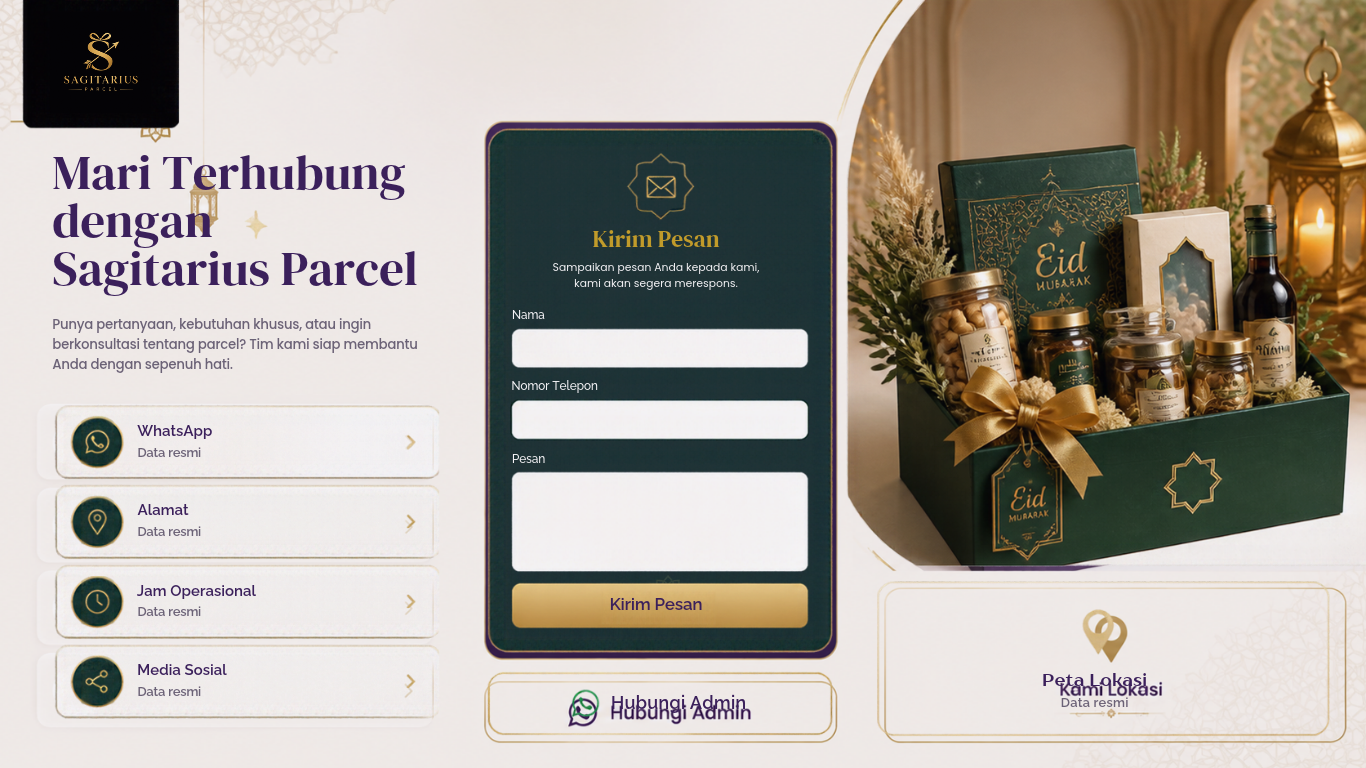 SAGITARIUS
PARCEL
Mari Terhubung
dengan
Sagitarius Parcel
Punya pertanyaan, kebutuhan khusus, atau ingin
berkonsultasi tentang parcel? Tim kami siap membantu
Anda dengan sepenuh hati.
WhatsApp
Data resmi
Alamat
Data resmi
Jam Operasional
Data resmi
Media Sosial
Data resmi
Kirim Pesan
Sampaikan pesan Anda kepada kami,
kami akan segera merespons.
Nama
Nomor Telepon
Pesan
Kirim Pesan
Hubungi Admin
Hubungi Admin
Eid
MUBARAK
Eid
MUBARAK
Peta Lokasi
Kami Lokasi
Data resmi